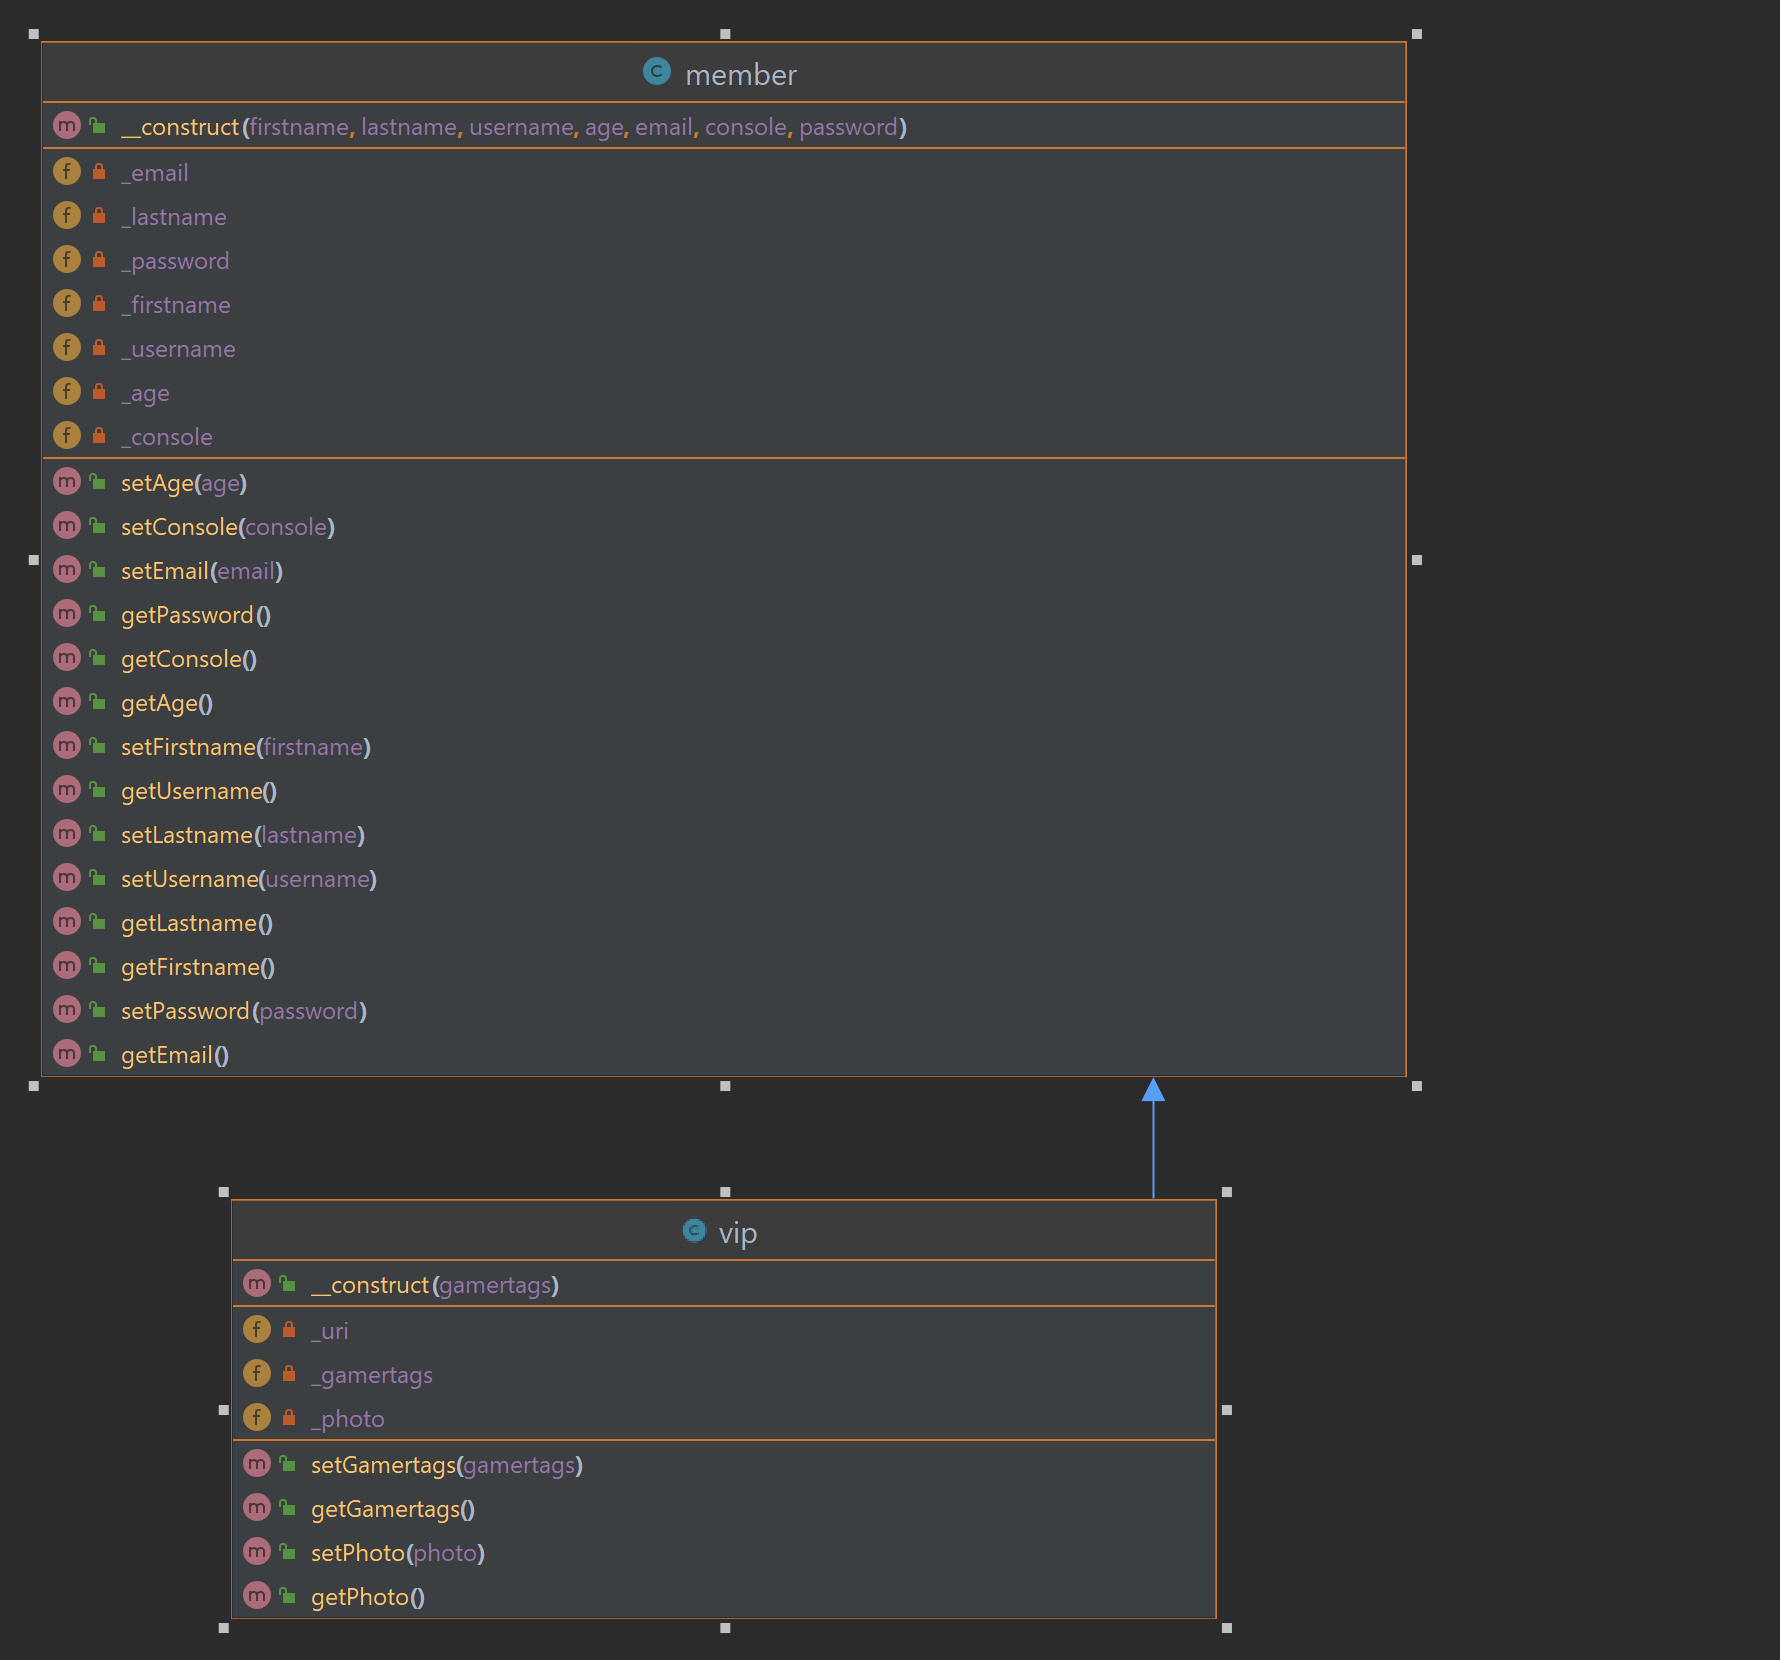 member
__construct(firstname, lastname, username, age, email, console, password)
_email
_lastname
_password
_firstname
_username
_age
_console
setAge(age)
setConsole(console)
setEmail(email)
getPassword()
getConsole()
getAge()
setFirstname(firstname)
getUsername()
setLastname(lastname)
setUsername(username)
getLastname()
getFirstname()
setPassword(password)
getEmail()
vip
__construct(gamertags)
_uri
_gamertags
_photo
setGamertags(gamertags)
getGamertags()
setPhoto(photo)
getPhoto()